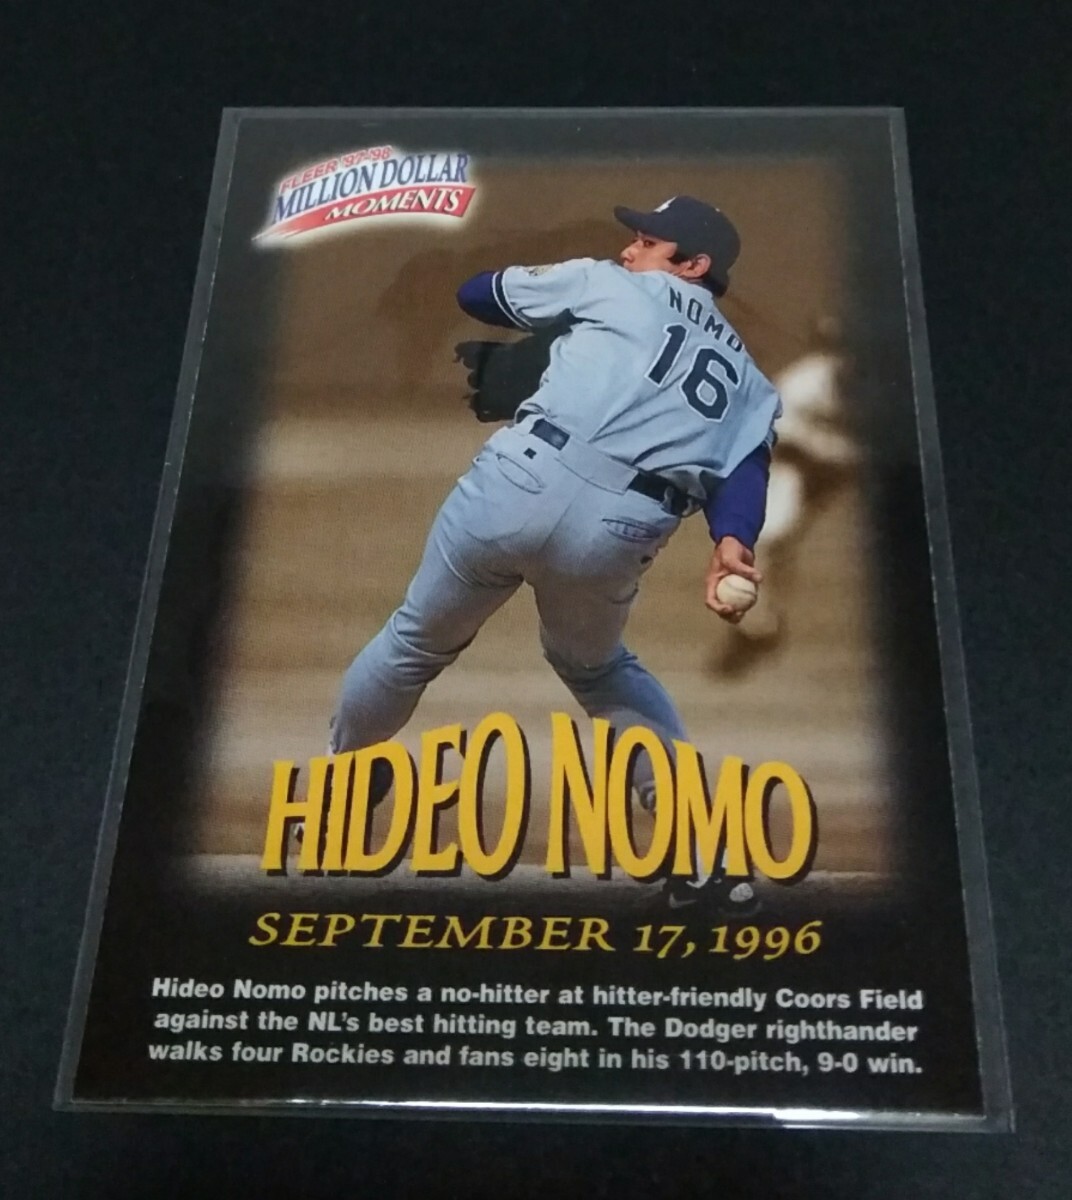 FLEER '97-'98
MILLION DOLLAR
MOMENTS
NOMO
16
HIDEO NOMO
SEPTEMBER 17, 1996
Hideo Nomo pitches a no-hitter at hitter-friendly Coors Field
against the NL's best hitting team. The Dodger righthander
walks four Rockies and fans eight in his 110-pitch, 9-0 win.